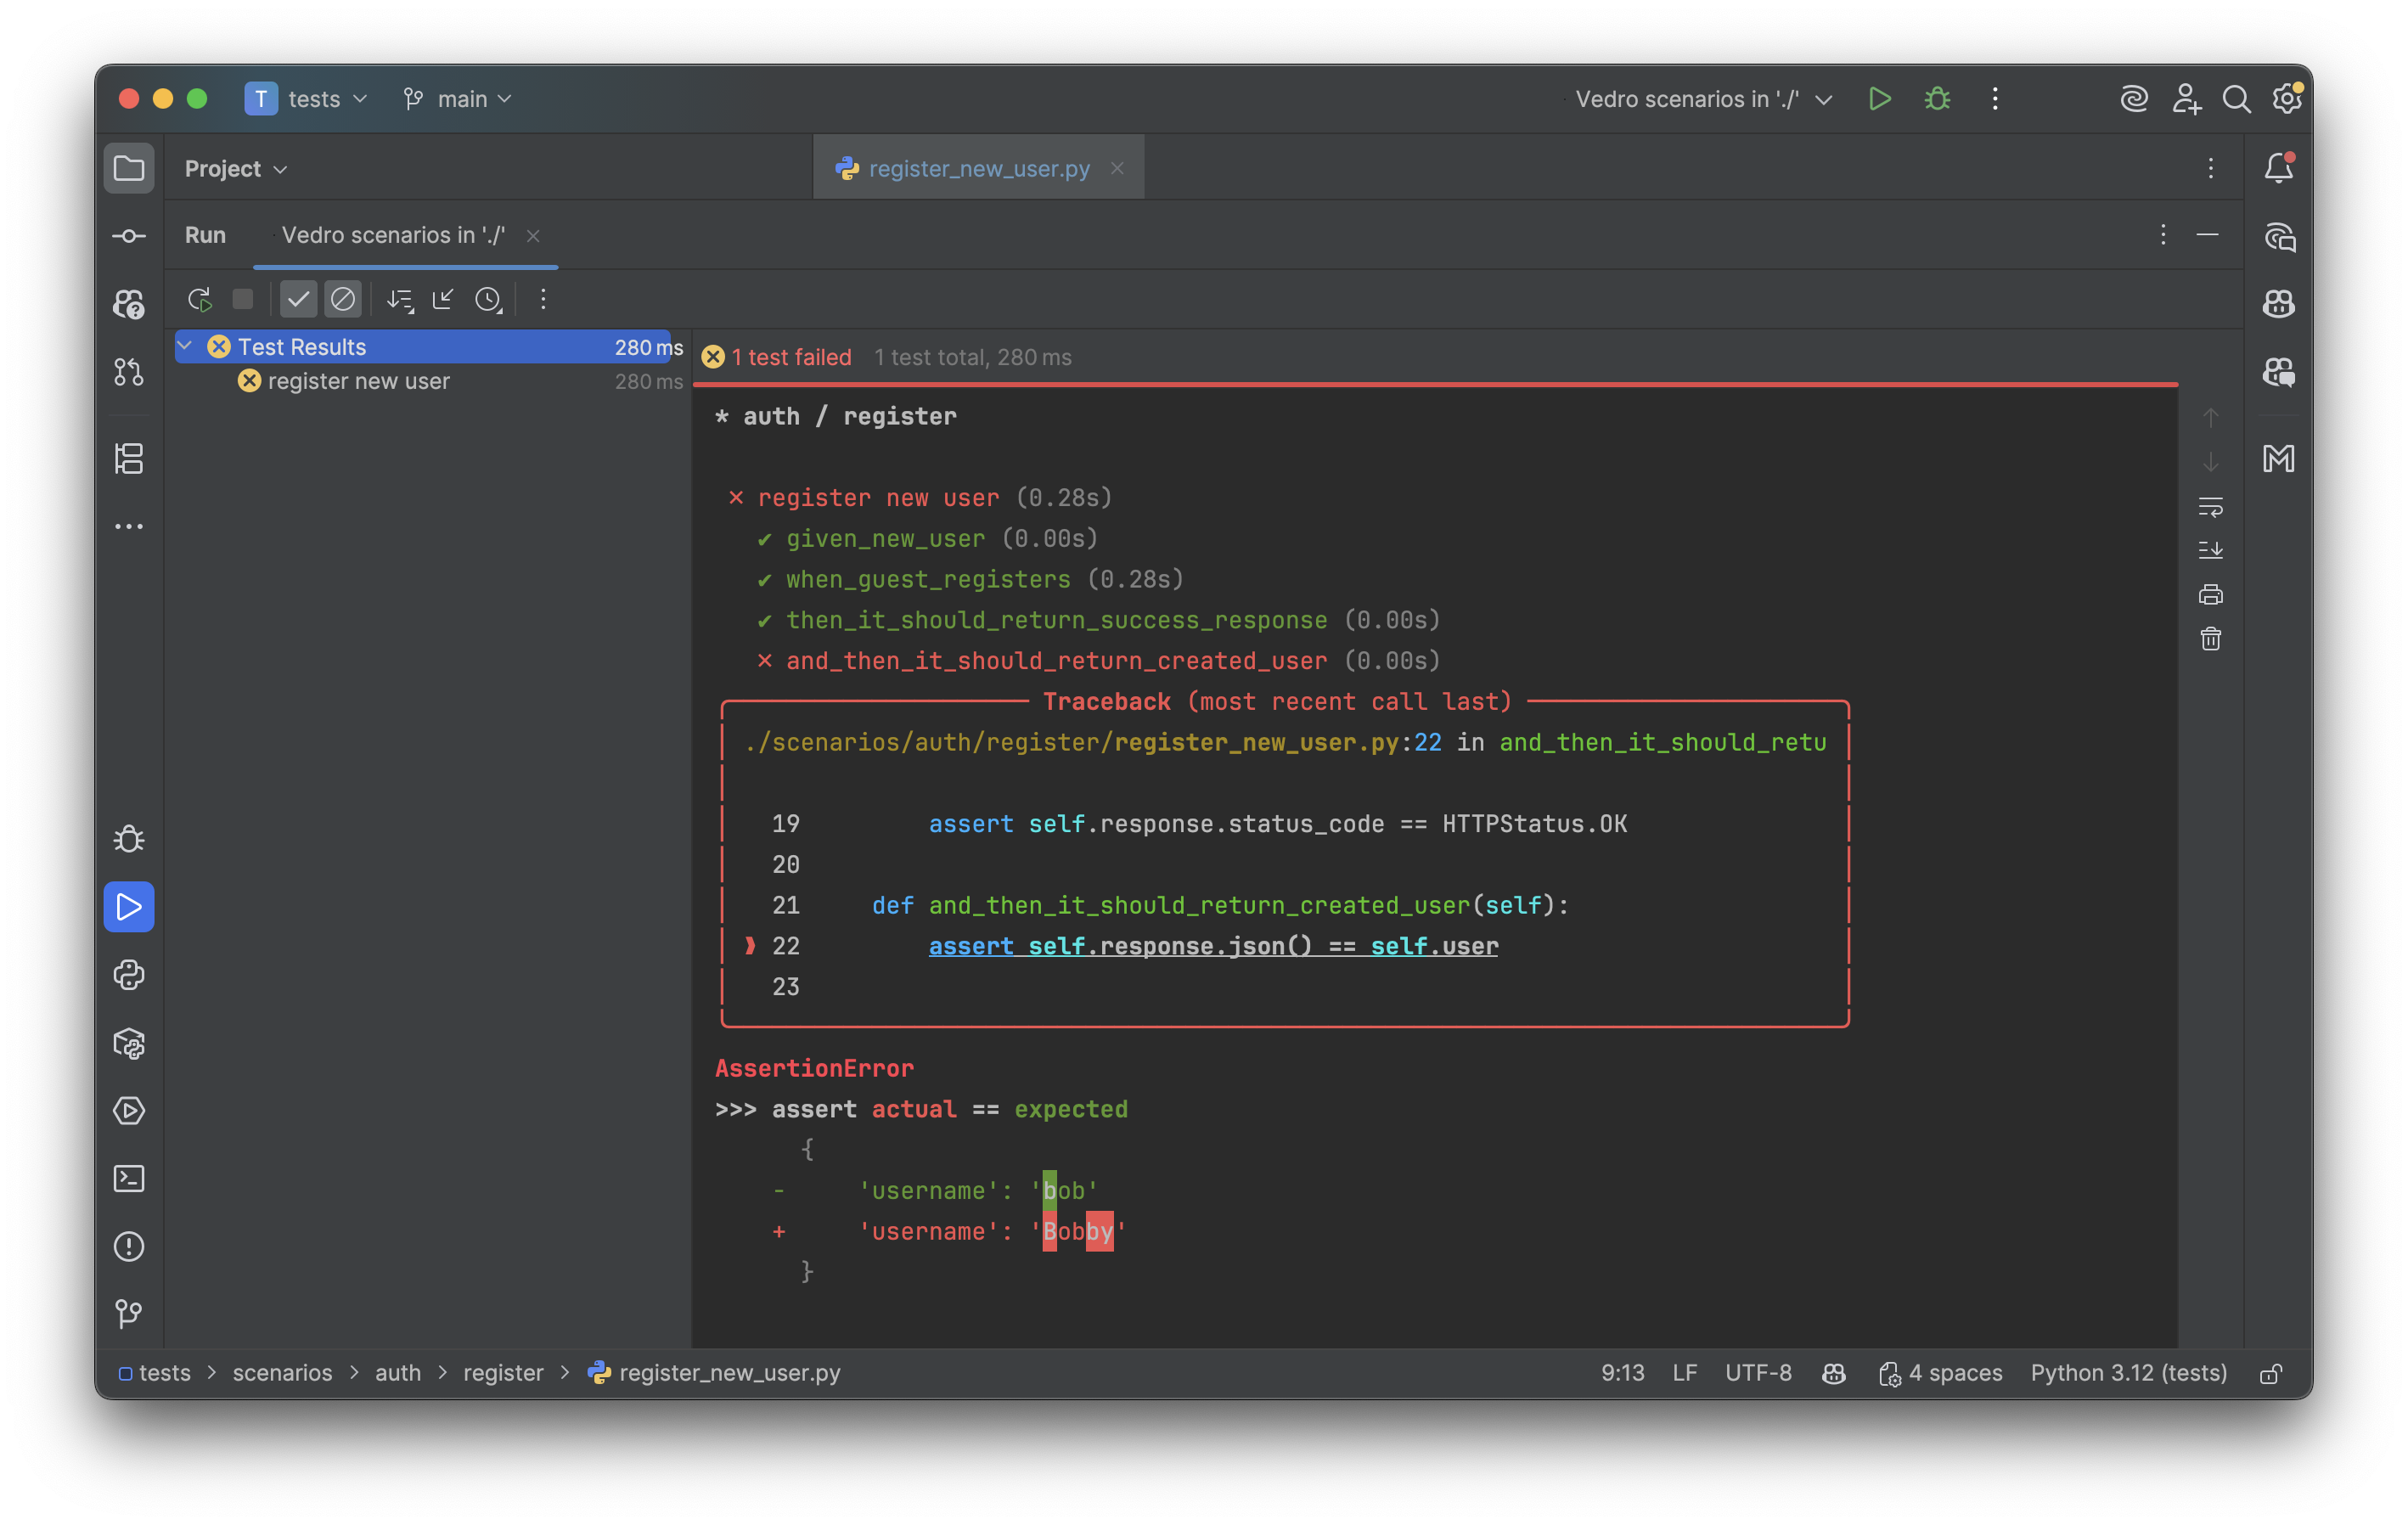 T tests main Vedro scenarios in './'
Project register_new_user.py
Run Vedro scenarios in './'
Test Results 280 ms
register new user 280 ms
1 test failed 1 test total, 280 ms
* auth / register
✕ register new user (0.28s)
✔ given_new_user (0.00s)
✔ when_guest_registers (0.28s)
✔ then_it_should_return_success_response (0.00s)
✕ and_then_it_should_return_created_user (0.00s)
Traceback (most recent call last)
./scenarios/auth/register/register_new_user.py:22 in and_then_it_should_retu
19 assert self.response.status_code == HTTPStatus.OK
20
21 def and_then_it_should_return_created_user(self):
❱ 22 assert self.response.json() == self.user
23
AssertionError
>>> assert actual == expected
{
- 'username': 'bob'
+ 'username': 'Bobby'
}
tests > scenarios > auth > register > register_new_user.py 9:13 LF UTF-8 4 spaces Python 3.12 (tests)